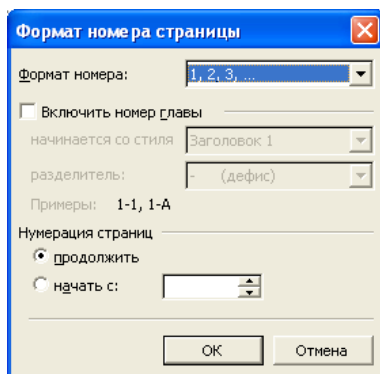 Формат номера страницы
Формат номера: 1, 2, 3, ...
Включить номер главы
начинается со стиля Заголовок 1
разделитель: - (дефис)
Примеры: 1-1, 1-A
Нумерация страниц
продолжить
начать с:
ОК Отмена